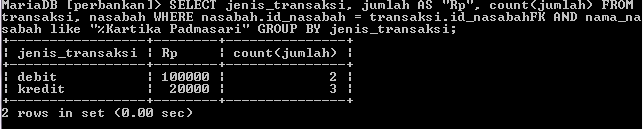 MariaDB [perbankan]> SELECT jenis_transaksi, jumlah AS "Rp", count(jumlah) FROM
transaksi, nasabah WHERE nasabah.id_nasabah = transaksi.id_nasabahFK AND nama_na
sabah like "%Kartika Padmasari" GROUP BY jenis_transaksi;
+-----------------+--------+---------------+
| jenis_transaksi | Rp     | count(jumlah) |
+-----------------+--------+---------------+
| debit           | 100000 |             2 |
| kredit          |  20000 |             3 |
+-----------------+--------+---------------+
2 rows in set (0.00 sec)